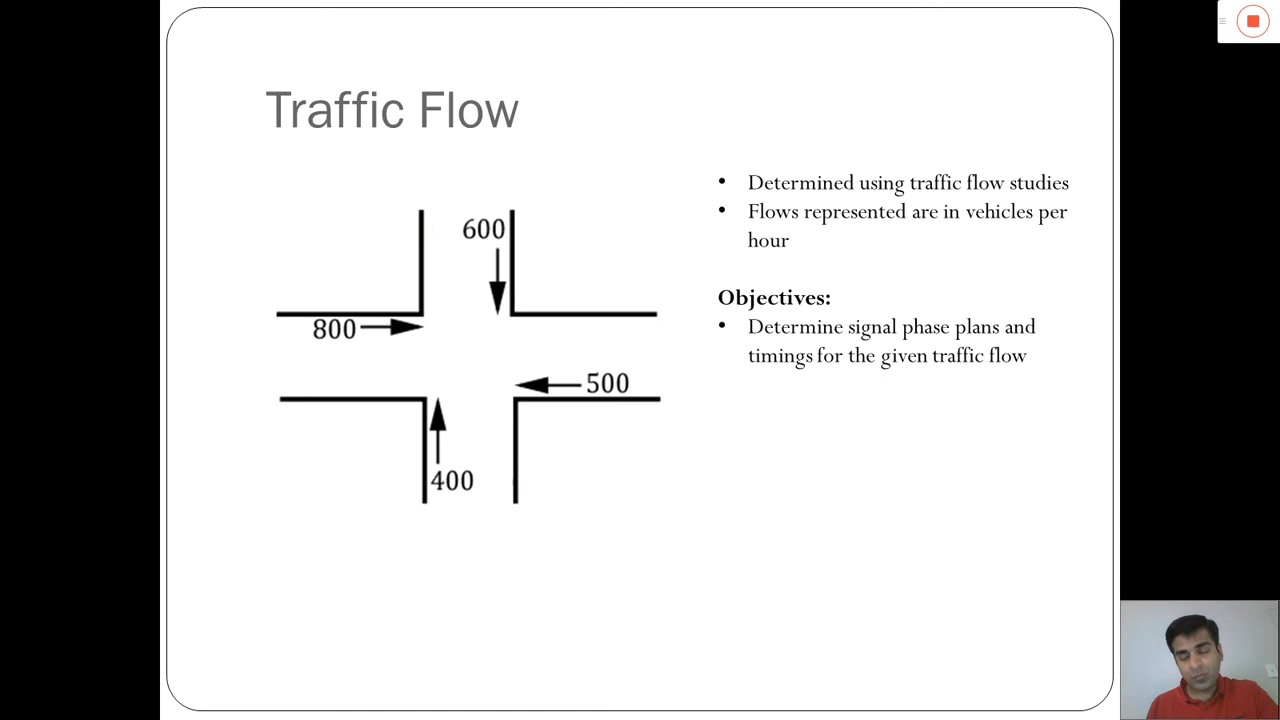 Traffic Flow
600
800
500
400
• Determined using traffic flow studies
• Flows represented are in vehicles per
hour
Objectives:
• Determine signal phase plans and
timings for the given traffic flow